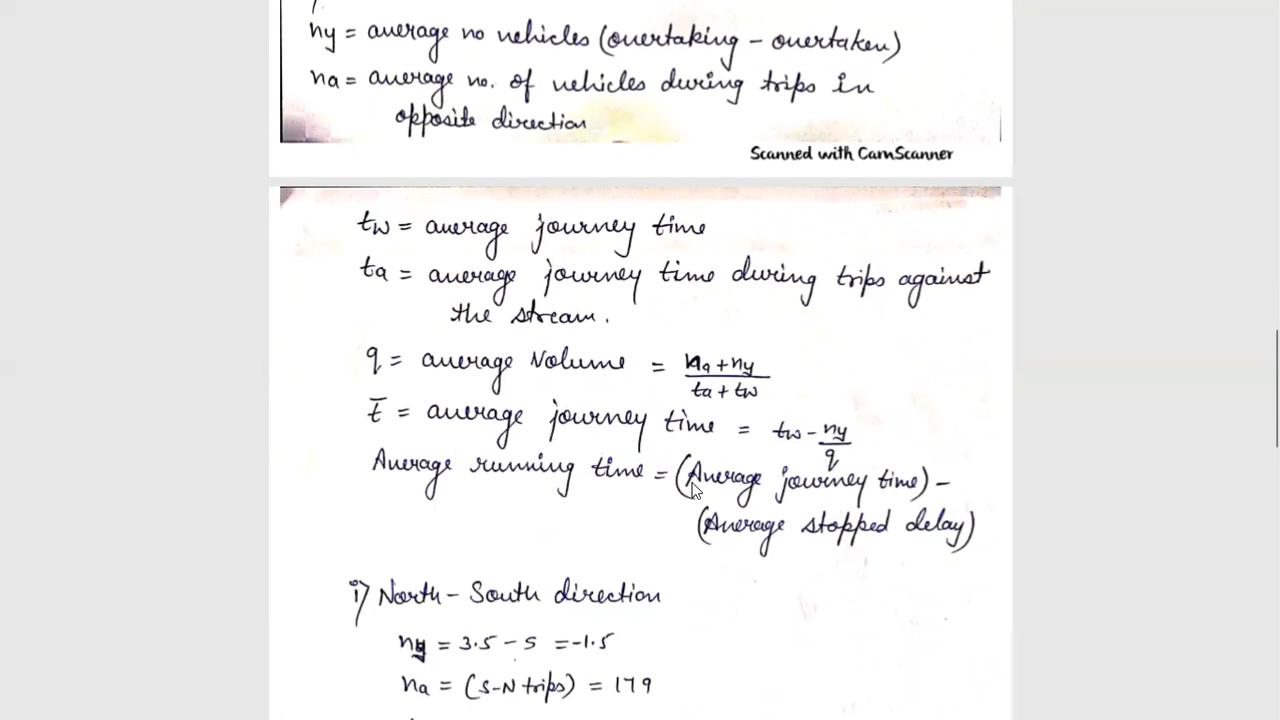 ny = average no vehicles (overtaking - overtaken)
na = average no. of vehicles during trips in
opposite direction
Scanned with CamScanner
tw = average journey time
ta = average journey time during trips against
the stream.
q = average Volume = na + ny / ta + tw
t̄ = average journey time = tw - ny/q
Average running time = (Average journey time) -
(Average stopped delay)
i) North - South direction
ny = 3.5 - 5 = -1.5
na = (S-N trips) = 179